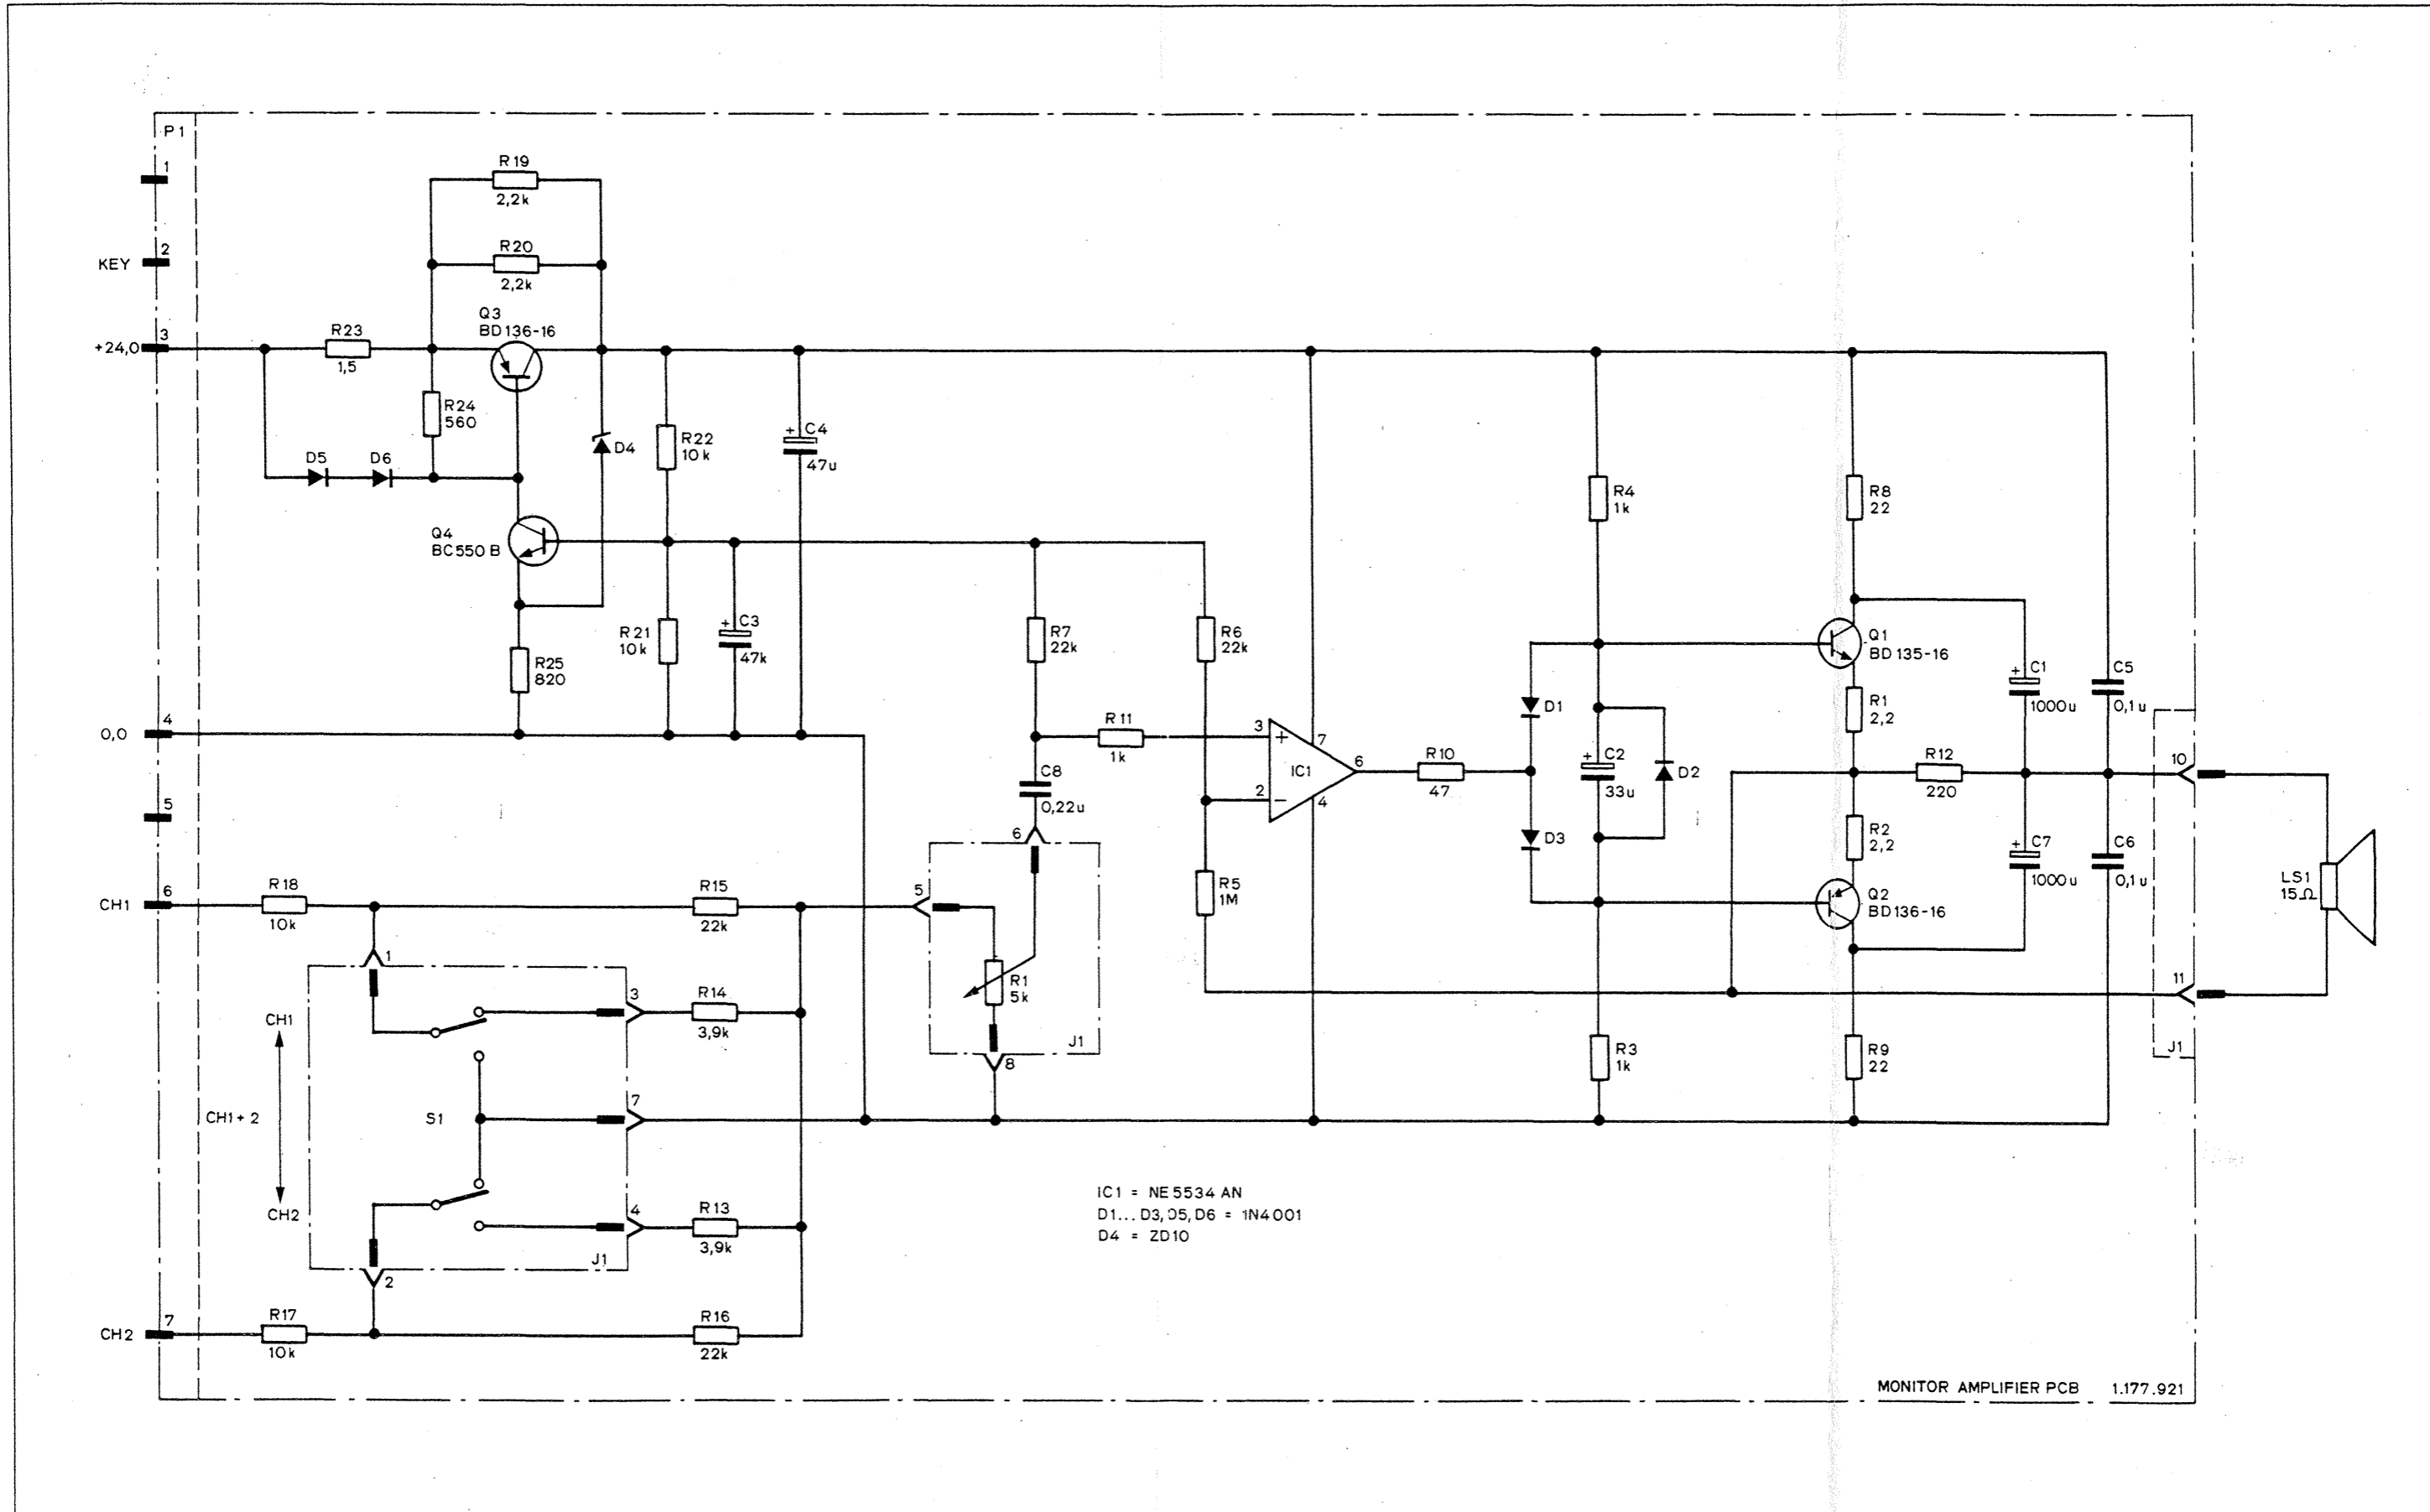 P1
1
R19
2,2k
KEY
2
R20
2,2k
Q3
BD136-16
+24,0
3
R23
1,5
R24
560
D5
D6
D4
R22
10k
+
C4
47u
Q4
BC550 B
R21
10k
+
C3
47k
R25
820
0,0
4
R7
22k
R6
22k
R4
1k
R8
22
Q1
BD135-16
D1
+
C2
33u
D2
D3
R1
2,2
+
C1
1000u
C5
0,1u
R11
1k
3
+
7
IC1
6
2
−
4
R10
47
R12
220
10
C8
0,22u
6
5
R2
2,2
+
C7
1000u
C6
0,1u
Q2
BD136-16
LS1
15Ω
CH1
6
R18
10k
R15
22k
5
R5
1M
R1
5k
J1
8
11
J1
1
3
R14
3,9k
CH1
CH1+2
CH2
S1
7
4
R13
3,9k
J1
2
R3
1k
R9
22
CH2
7
R17
10k
R16
22k
IC1 = NE5534 AN
D1...D3,D5,D6 = 1N4001
D4 = ZD10
MONITOR AMPLIFIER PCB 1.177.921